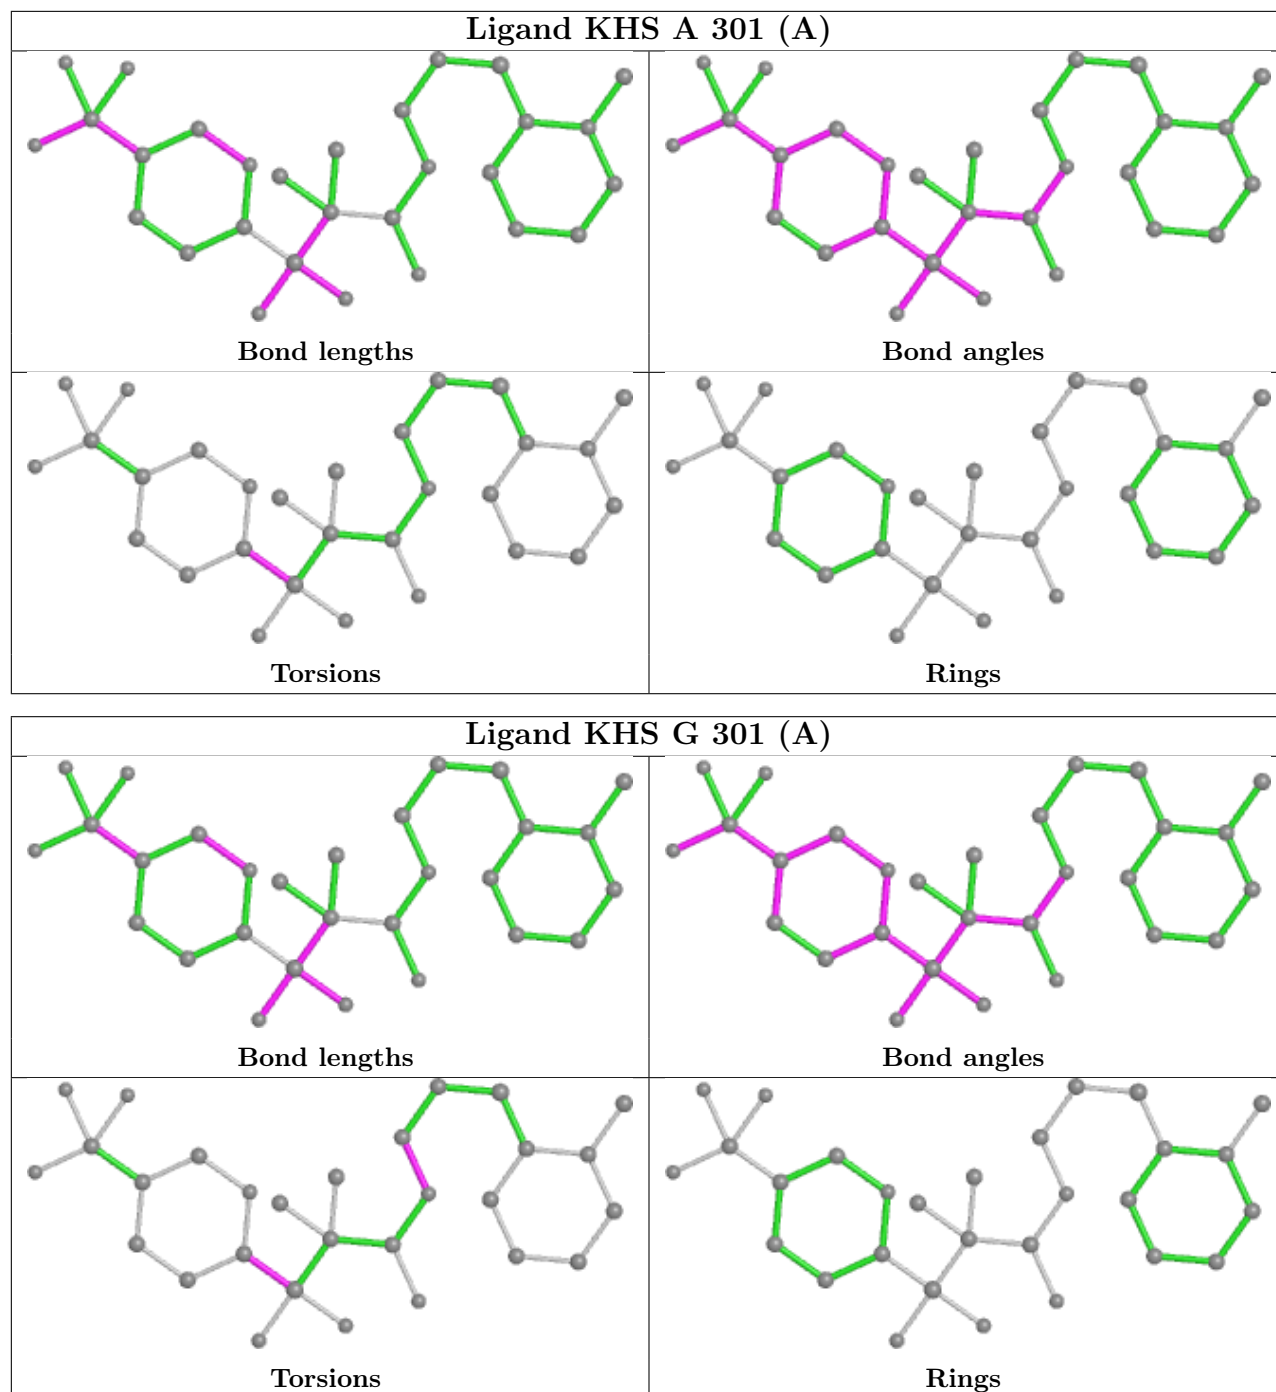 Ligand KHS A 301 (A)
Bond lengths
Bond angles
Torsions
Rings
Ligand KHS G 301 (A)
Bond lengths
Bond angles
Torsions
Rings